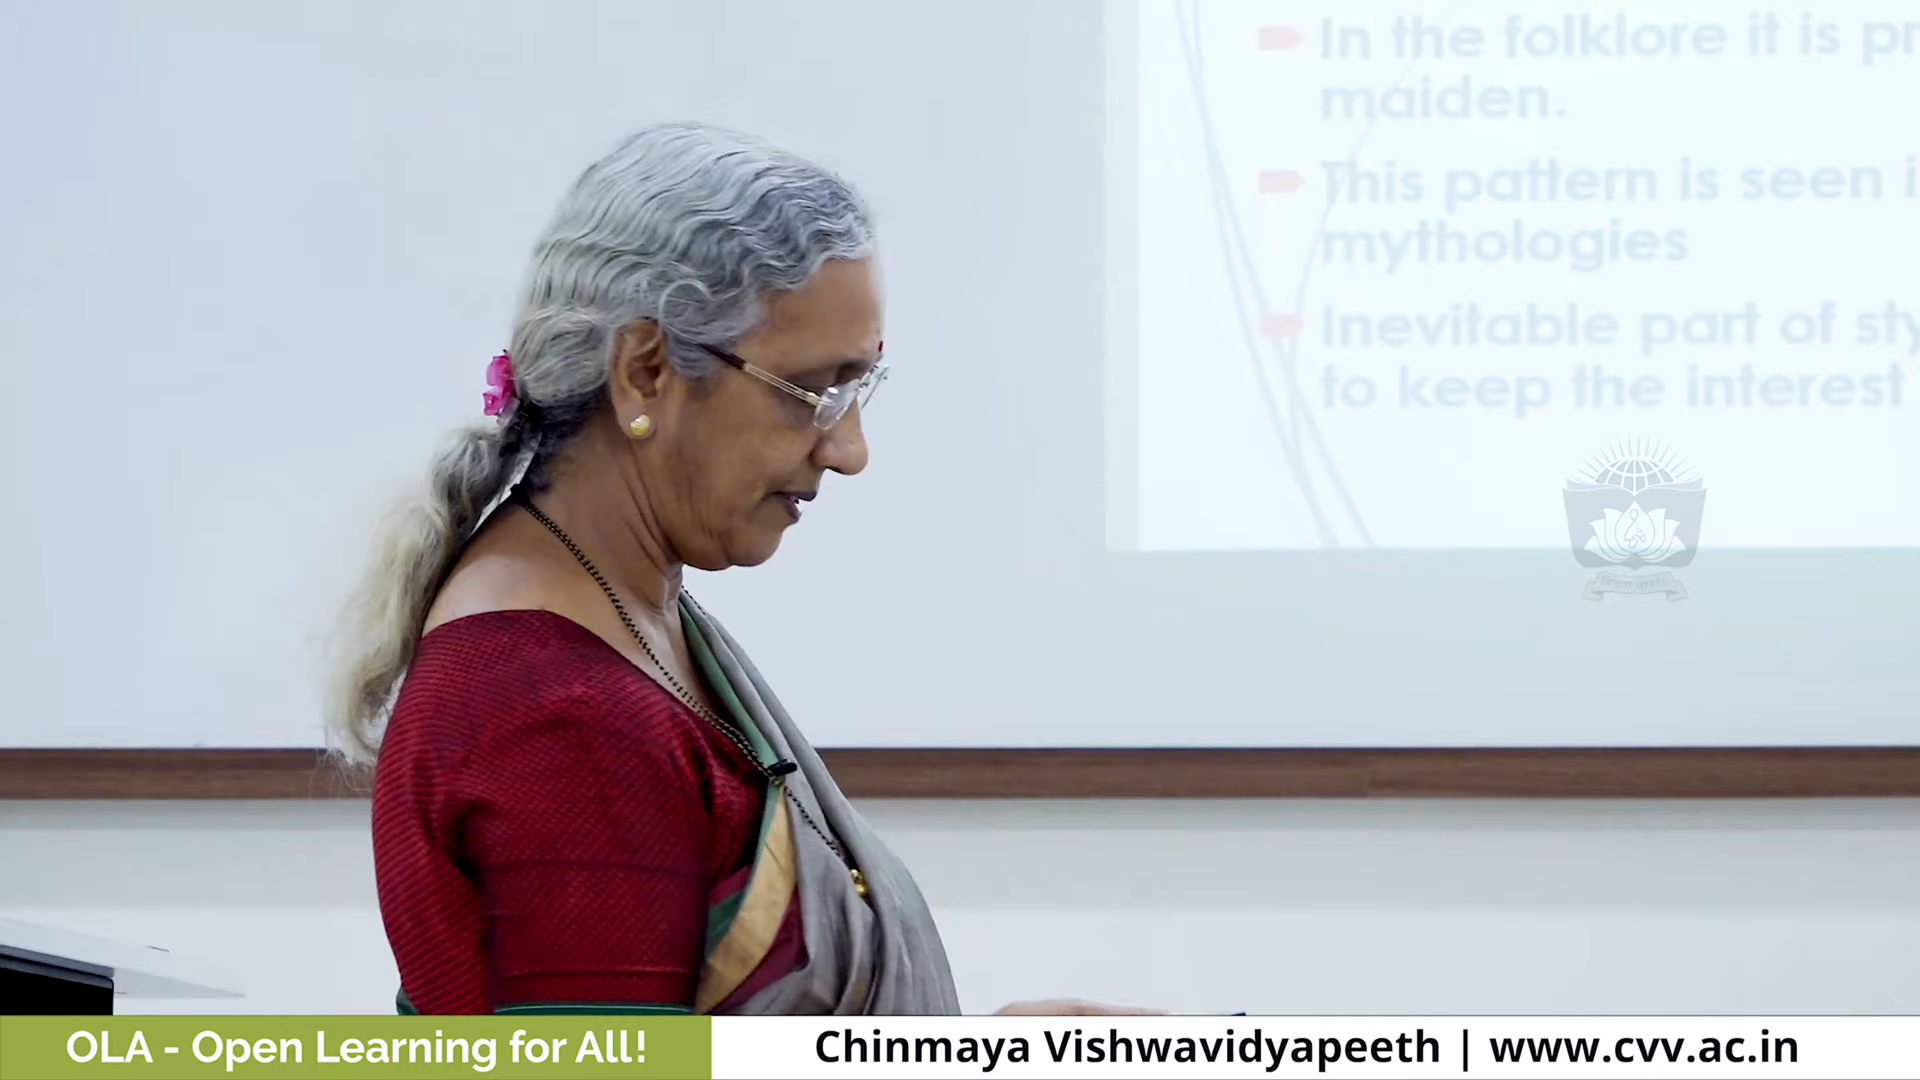 In the folklore it is pr
maiden.
This pattern is seen i
mythologies
Inevitable part of sty
to keep the interest
OLA - Open Learning for All!
Chinmaya Vishwavidyapeeth | www.cvv.ac.in